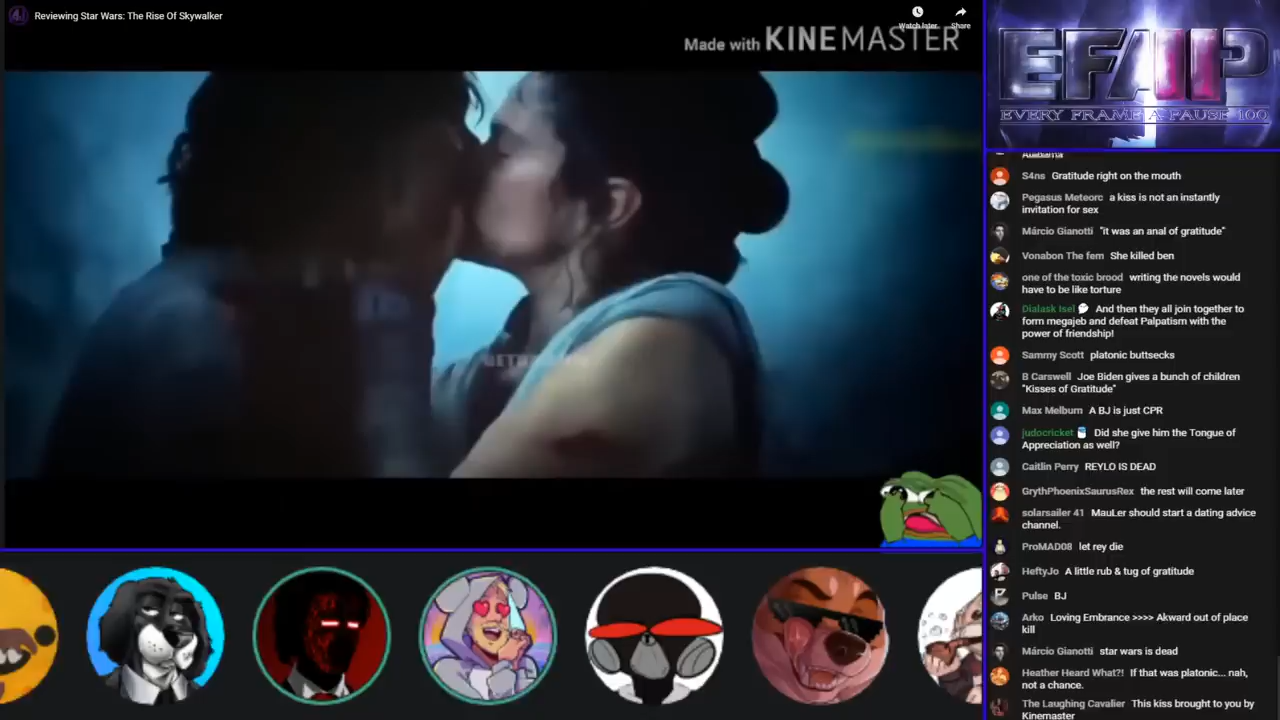 Reviewing Star Wars: The Rise Of Skywalker
Watch later
Share
Made with KINEMASTER
EFAP
EVERY FRAME A PAUSE 100
Alabama
S4ns Gratitude right on the mouth
Pegasus Meteorc a kiss is not an instantly
invitation for sex
Márcio Gianotti "it was an anal of gratitude"
Vonabon The fem She killed ben
one of the toxic brood writing the novels would
have to be like torture
Dialask Isel And then they all join together to
form megajeb and defeat Palpatism with the
power of friendship!
Sammy Scott platonic buttsecks
B Carswell Joe Biden gives a bunch of children
"Kisses of Gratitude"
Max Melburn A BJ is just CPR
judocricket Did she give him the Tongue of
Appreciation as well?
Caitlin Perry REYLO IS DEAD
GrythPhoenixSaurusRex the rest will come later
solarsailer 41 MauLer should start a dating advice
channel.
ProMAD08 let rey die
HeftyJo A little rub & tug of gratitude
Pulse BJ
Arko Loving Embrance >>>> Akward out of place
kill
Márcio Gianotti star wars is dead
Heather Heard What?! If that was platonic... nah,
not a chance.
The Laughing Cavalier This kiss brought to you by
Kinemaster